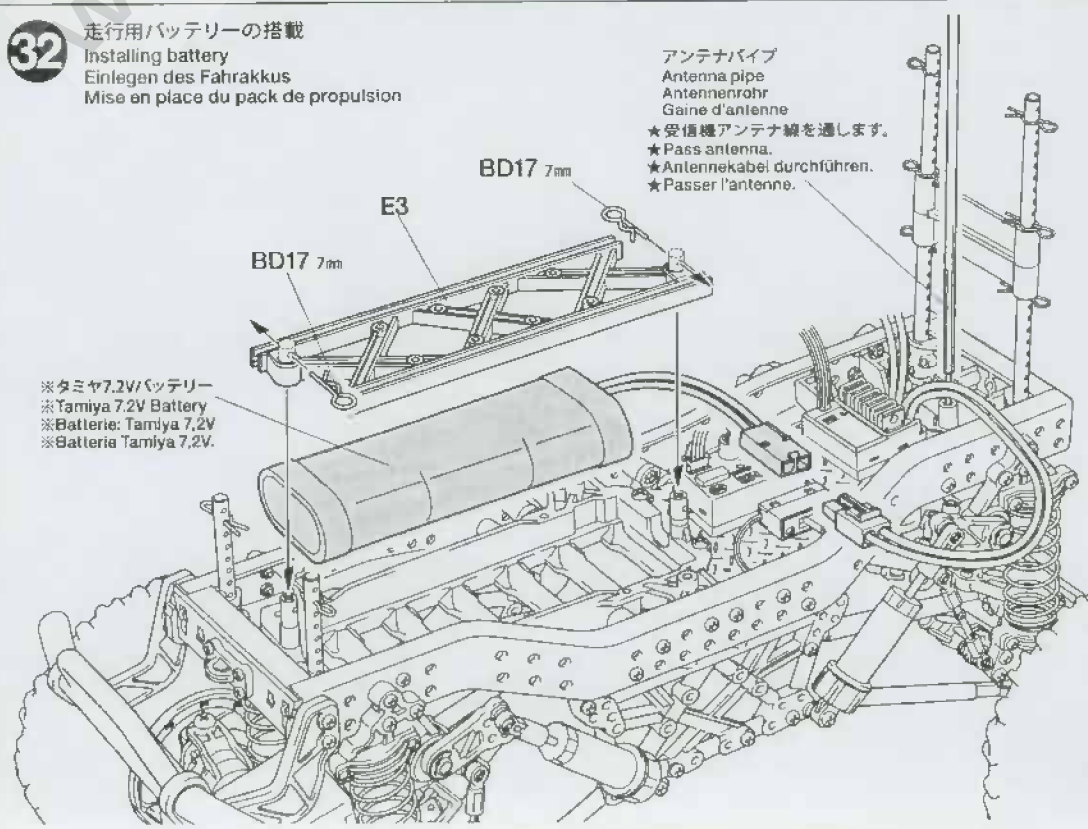 32
走行用バッテリーの搭載
Installing battery
Einlegen des Fahrakkus
Mise en place du pack de propulsion
アンテナパイプ
Antenna pipe
Antennenrohr
Gaine d'antenne
★受信機アンテナ線を通します。
★Pass antenna.
★Antennekabel durchführen.
★Passer l'antenne.
BD17 7mm
E3
BD17 7mm
※タミヤ7.2Vバッテリー
※Tamiya 7.2V Battery
※Batterie: Tamiya 7,2V
※Batterie Tamiya 7,2V.